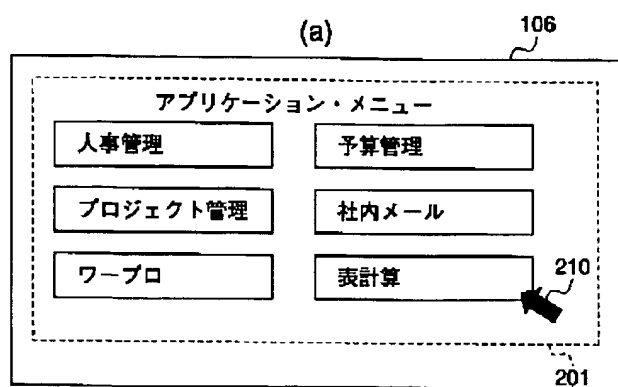 (a)
106
アプリケーション・メニュー
人事管理 予算管理
プロジェクト管理 社内メール
ワープロ 表計算
210
201